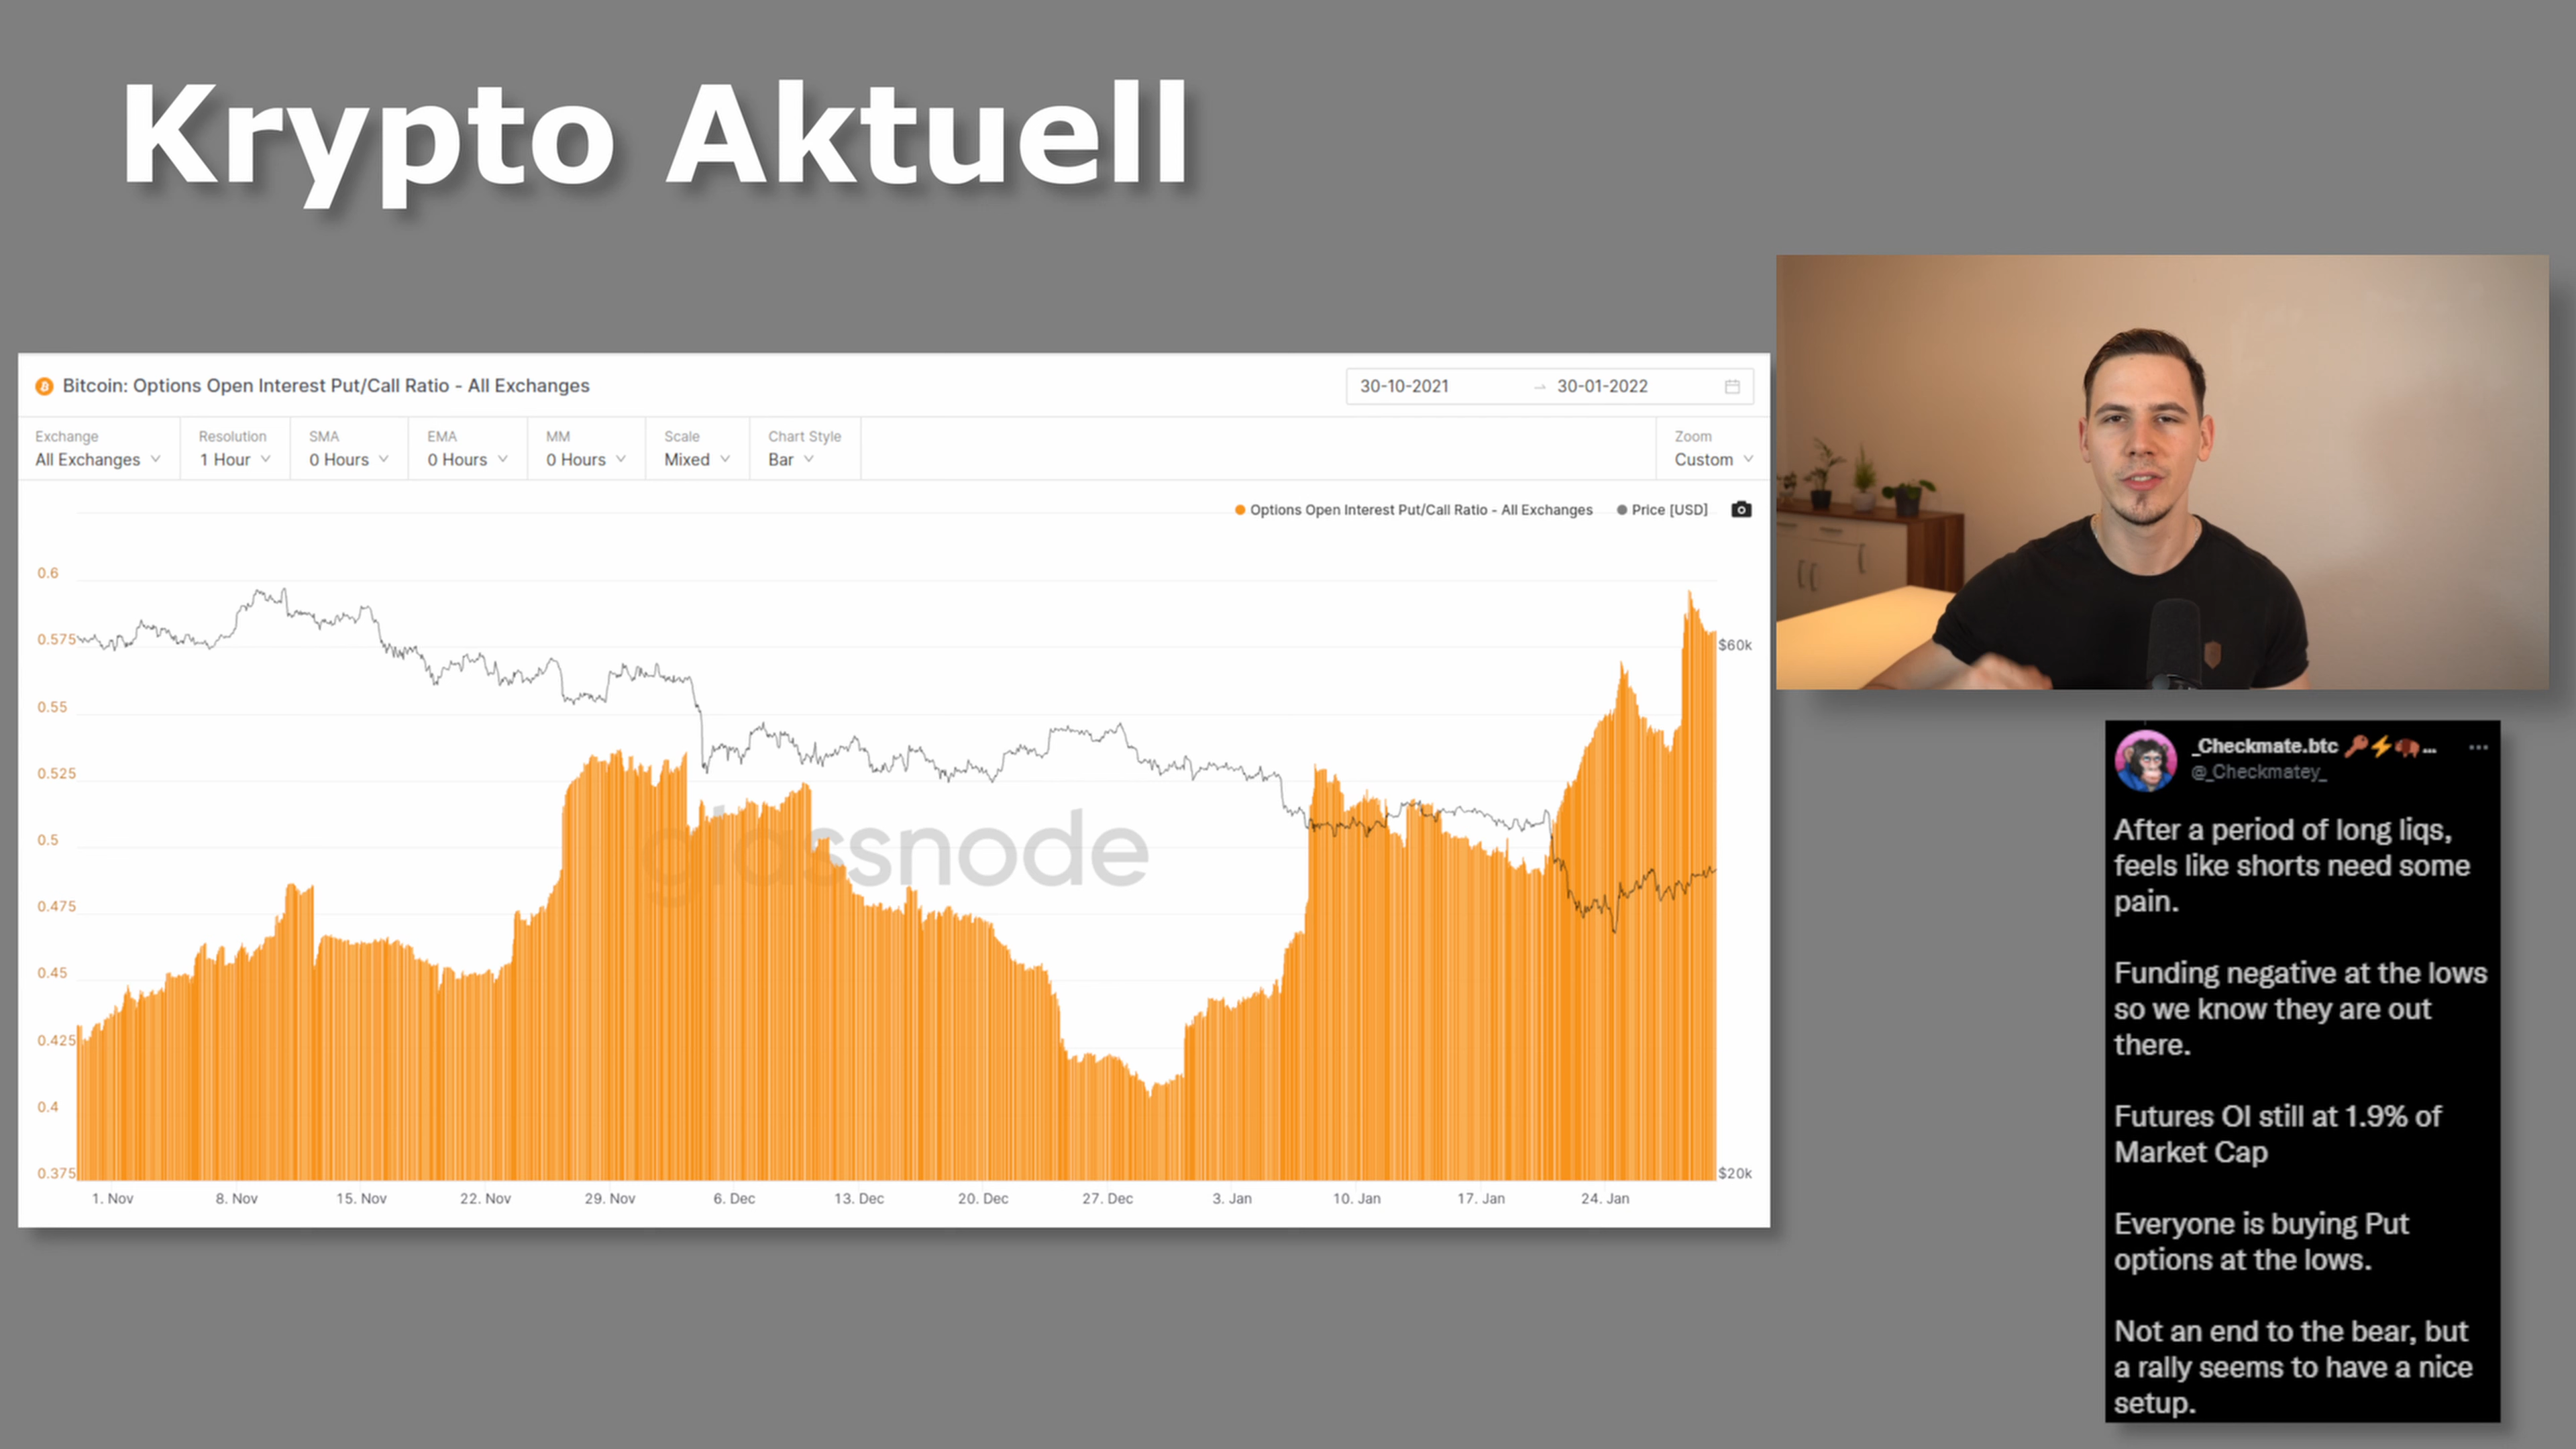 Krypto Aktuell
Bitcoin: Options Open Interest Put/Call Ratio - All Exchanges
30-10-2021 → 30-01-2022
Exchange
All Exchanges
Resolution
1 Hour
SMA
0 Hours
EMA
0 Hours
MM
0 Hours
Scale
Mixed
Chart Style
Bar
Zoom
Custom
Options Open Interest Put/Call Ratio - All Exchanges
Price [USD]
0.6
0.575
0.55
0.525
0.5
0.475
0.45
0.425
0.4
0.375
$60k
$20k
glassnode
1. Nov
8. Nov
15. Nov
22. Nov
29. Nov
6. Dec
13. Dec
20. Dec
27. Dec
3. Jan
10. Jan
17. Jan
24. Jan
_Checkmate.btc 🔑⚡🦬...
@_Checkmatey_
After a period of long liqs,
feels like shorts need some
pain.
Funding negative at the lows
so we know they are out
there.
Futures OI still at 1.9% of
Market Cap
Everyone is buying Put
options at the lows.
Not an end to the bear, but
a rally seems to have a nice
setup.